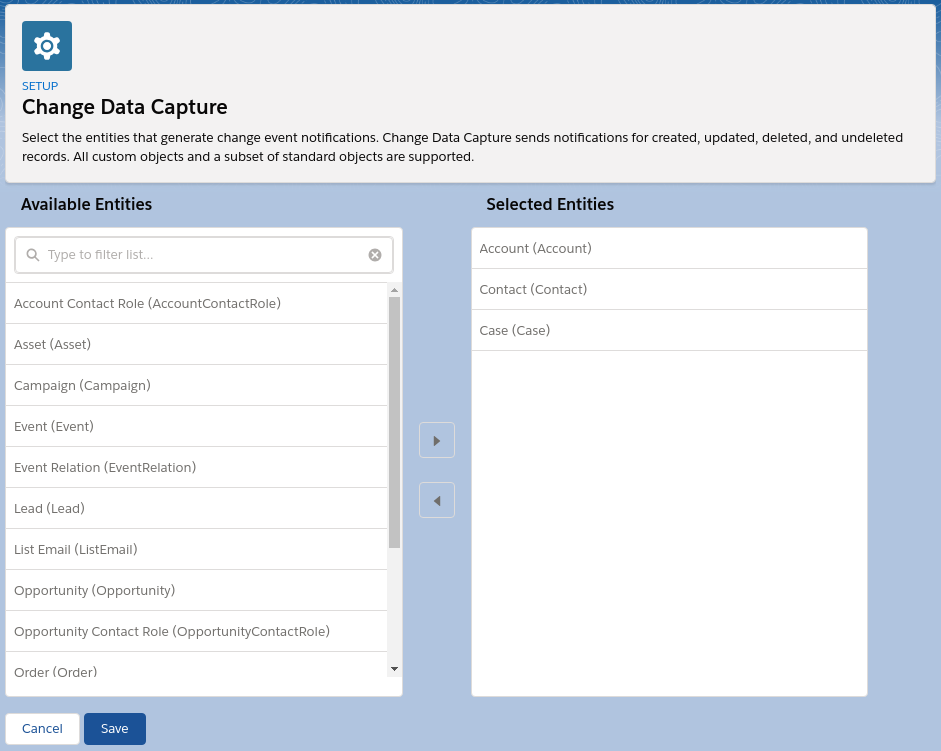 SETUP
Change Data Capture
Select the entities that generate change event notifications. Change Data Capture sends notifications for created, updated, deleted, and undeleted
records. All custom objects and a subset of standard objects are supported.
Available Entities
Type to filter list...
Account Contact Role (AccountContactRole)
Asset (Asset)
Campaign (Campaign)
Event (Event)
Event Relation (EventRelation)
Lead (Lead)
List Email (ListEmail)
Opportunity (Opportunity)
Opportunity Contact Role (OpportunityContactRole)
Order (Order)
Selected Entities
Account (Account)
Contact (Contact)
Case (Case)
Cancel
Save